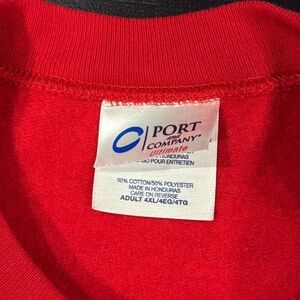 PORT
and
COMPANY®
Ultimate
HONDURAS
POUR ENTRETIEN
50% COTTON/50% POLYESTER
MADE IN HONDURAS
CARE ON REVERSE
ADULT 4XL/4EG/4TG